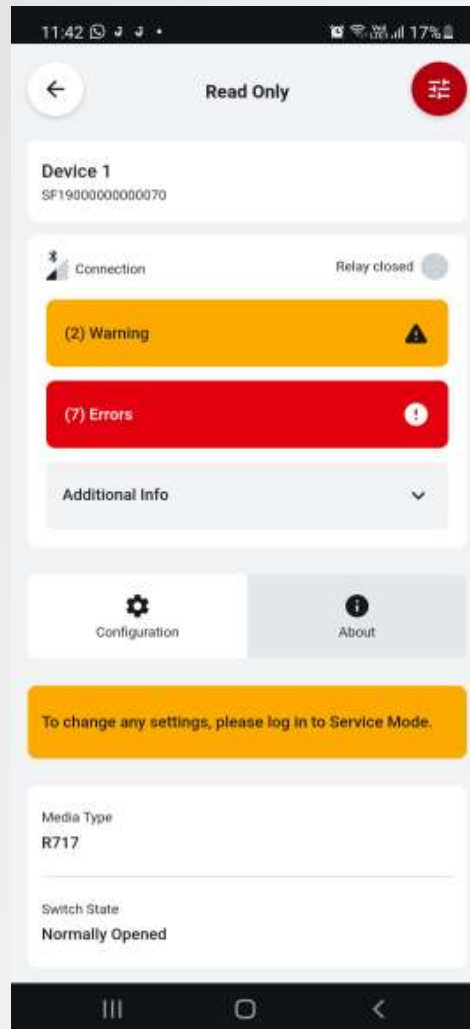 11:42
17%
Read Only
Device 1
SF19000000000070
Connection
Relay closed
(2) Warning
(7) Errors
Additional Info
Configuration
About
To change any settings, please log in to Service Mode.
Media Type
R717
Switch State
Normally Opened